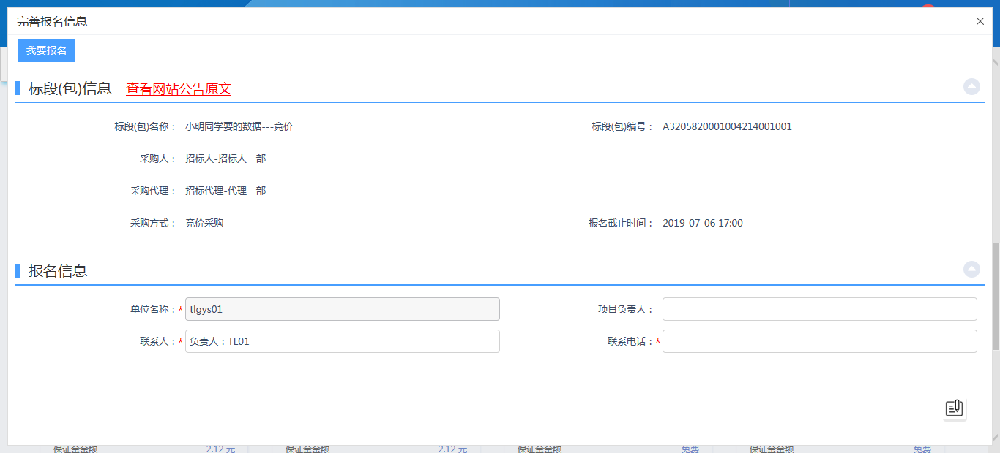 完善报名信息
我要报名
标段(包)信息 查看网站公告原文
标段(包)名称： 小明同学要的数据---竞价 标段(包)编号： A3205820001004214001001
采购人： 招标人-招标人一部
采购代理： 招标代理-代理一部
采购方式： 竞价采购 报名截止时间： 2019-07-06 17:00
报名信息
单位名称：* tlgys01 项目负责人：
联系人：* 负责人：TL01 联系电话：*
保证金金额 2.12 元 保证金金额 2.12 元 保证金金额 免费 保证金金额 免费